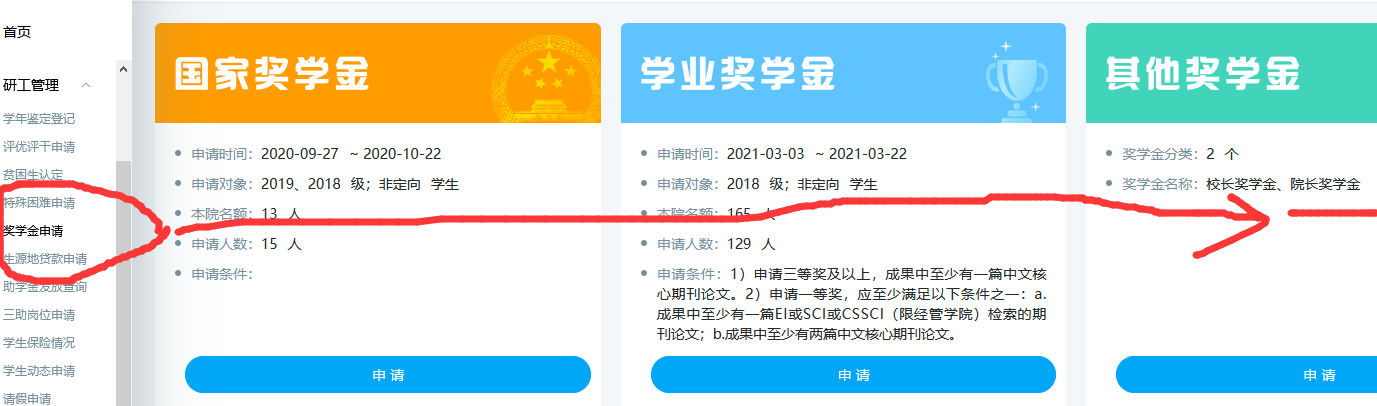 首页
研工管理
学年鉴定登记
评优评干申请
贫困生认定
特殊困难申请
奖学金申请
生源地贷款申请
助学金发放查询
三助岗位申请
学生保险情况
学生动态申请
请假申请
国家奖学金
申请时间：2020-09-27 ~ 2020-10-22
申请对象：2019、2018 级；非定向 学生
本院名额：13 人
申请人数：15 人
申请条件：
申请
学业奖学金
申请时间：2021-03-03 ~ 2021-03-22
申请对象：2018 级；非定向 学生
本院名额：165 人
申请人数：129 人
申请条件：1）申请三等奖及以上，成果中至少有一篇中文核
心期刊论文。2）申请一等奖，应至少满足以下条件之一：a.
成果中至少有一篇EI或SCI或CSSCI（限经管学院）检索的期
刊论文；b.成果中至少有两篇中文核心期刊论文。
申请
其他奖学金
奖学金分类：2 个
奖学金名称：校长奖学金、院长奖学金
申请